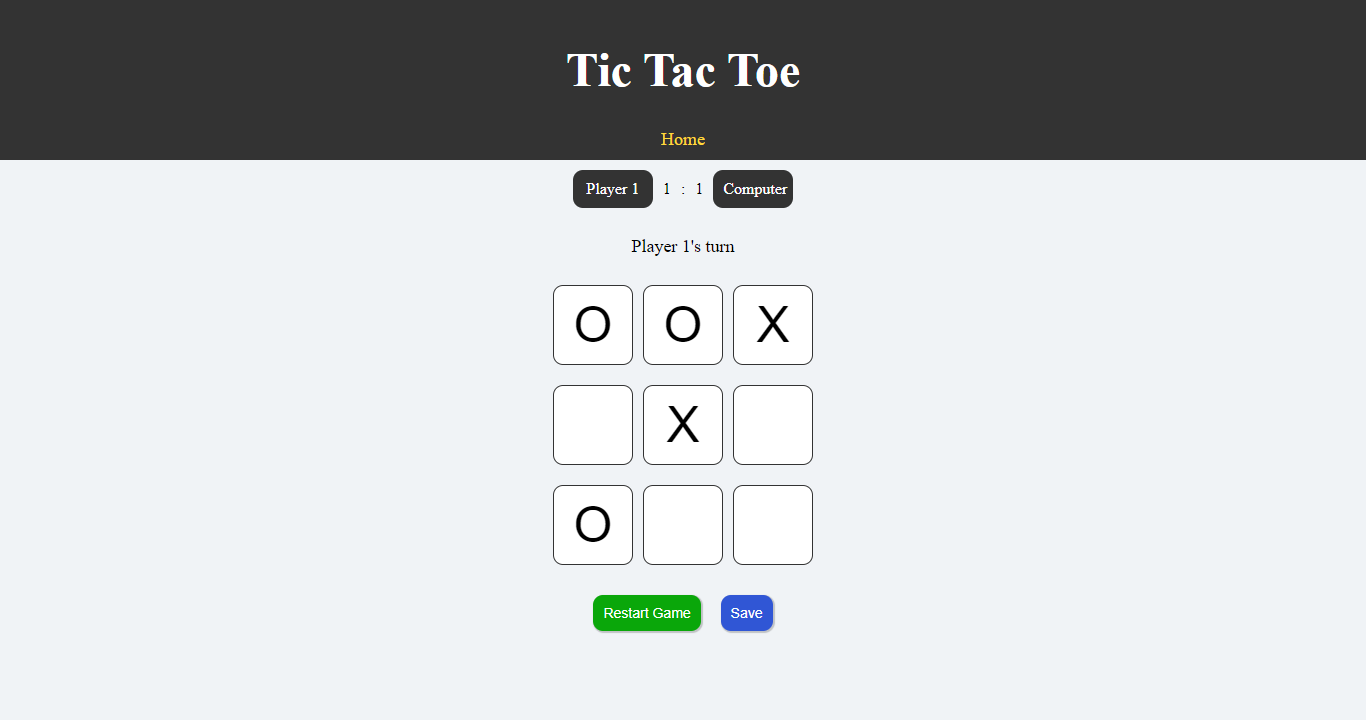 Tic Tac Toe
Home
Player 1 1 : 1 Computer
Player 1's turn
O O X
X
O
Restart Game Save